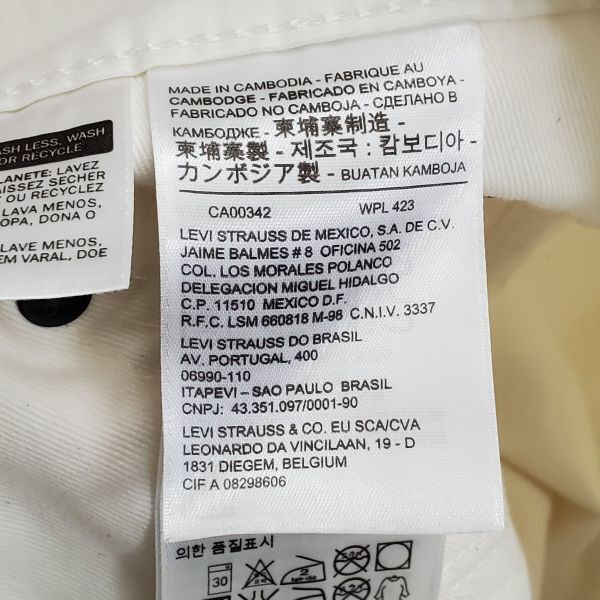 MADE IN CAMBODIA - FABRIQUE AU
CAMBODGE - FABRICADO EN CAMBOYA -
FABRICADO NO CAMBOJA - СДЕЛАНО В
КАМБОДЖЕ - 柬埔寨制造 -
柬埔寨製 - 제조국 : 캄보디아 -
カンボジア製 - BUATAN KAMBOJA
CA00342 WPL 423
LEVI STRAUSS DE MEXICO, S.A. DE C.V.
JAIME BALMES # 8 OFICINA 502
COL. LOS MORALES POLANCO
DELEGACION MIGUEL HIDALGO
C.P. 11510 MEXICO D.F.
R.F.C. LSM 660818 M-98 C.N.I.V. 3337
LEVI STRAUSS DO BRASIL
AV. PORTUGAL, 400
06990-110
ITAPEVI – SAO PAULO BRASIL
CNPJ: 43.351.097/0001-90
LEVI STRAUSS & CO. EU SCA/CVA
LEONARDO DA VINCILAAN, 19 - D
1831 DIEGEM, BELGIUM
CIF A 08298606
LESS, WASH
OR RECYCLE
LAVEZ
SECHER
OU RECYCLEZ
LAVA MENOS,
DONA O
LAVE MENOS,
EM VARAL, DOE
의한 품질표시
30
2